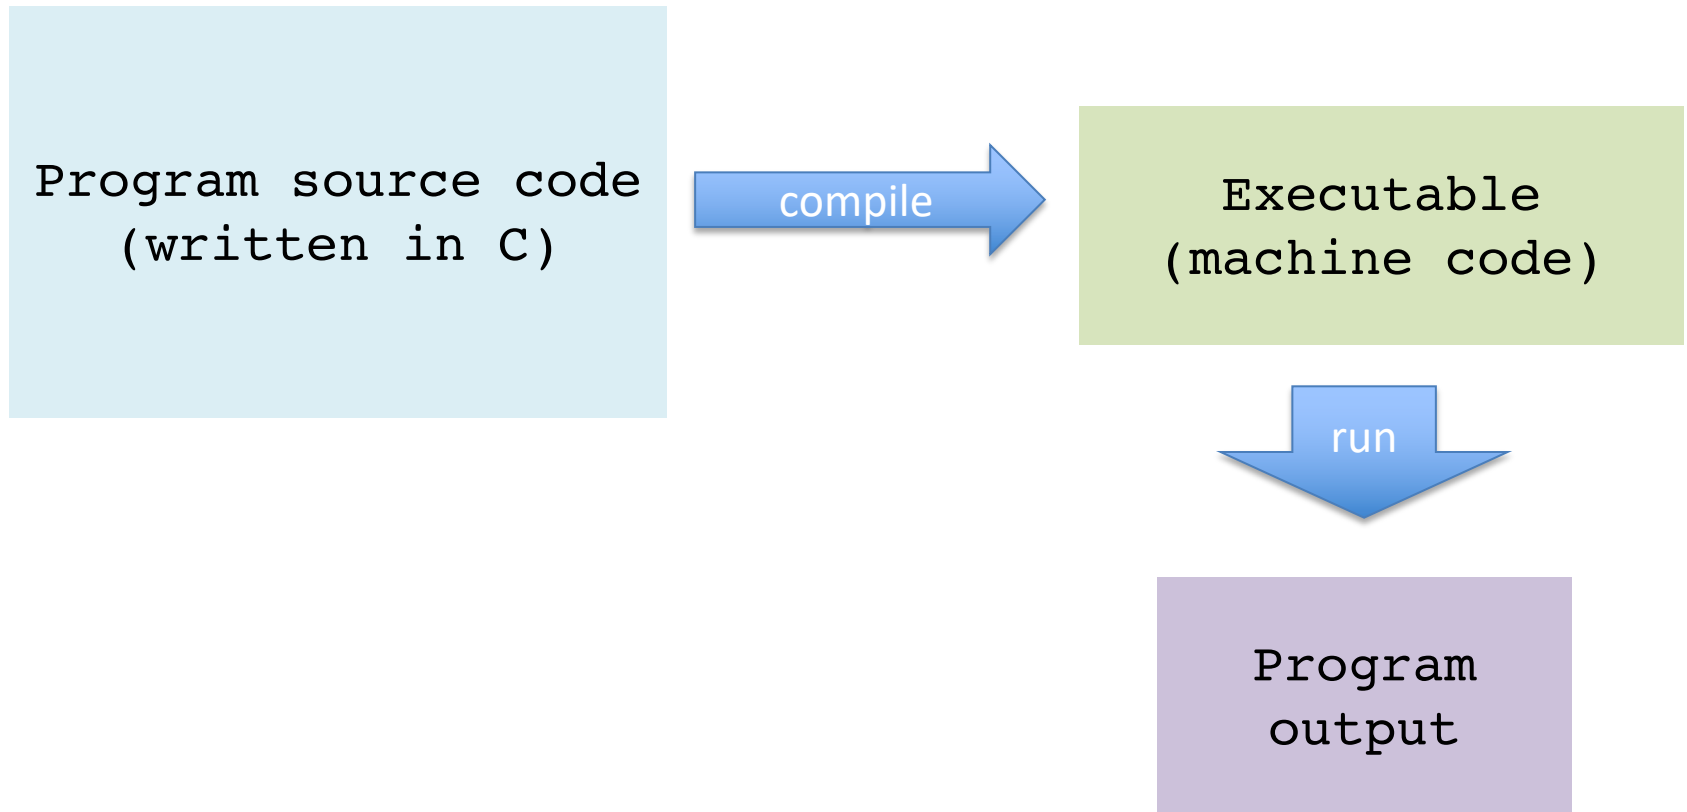 Program source code
(written in C)
compile
Executable
(machine code)
run
Program
output